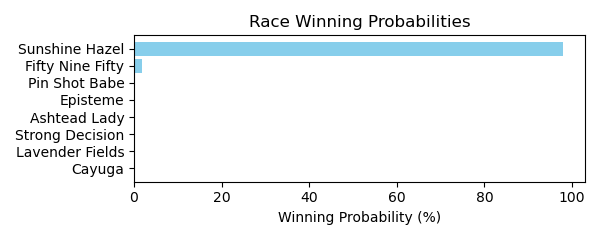 Race Winning Probabilities
Sunshine Hazel
Fifty Nine Fifty
Pin Shot Babe
Episteme
Ashtead Lady
Strong Decision
Lavender Fields
Cayuga
0 20 40 60 80 100
Winning Probability (%)